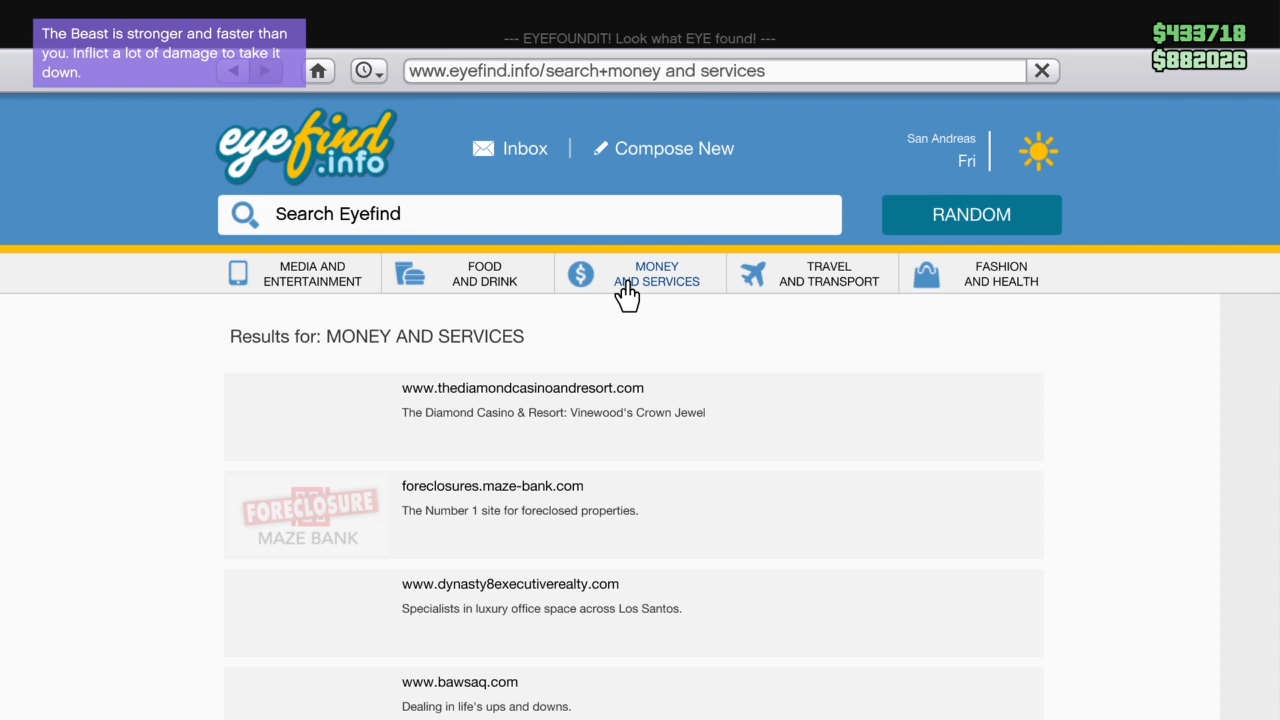 The Beast is stronger and faster than
you. Inflict a lot of damage to take it
down.
--- EYEFOUNDIT! Look what EYE found! ---
$433718
$882026
www.eyefind.info/search+money and services
eyefind
.info
Inbox
Compose New
San Andreas
Fri
Search Eyefind
RANDOM
MEDIA AND
ENTERTAINMENT
FOOD
AND DRINK
MONEY
AND SERVICES
TRAVEL
AND TRANSPORT
FASHION
AND HEALTH
Results for: MONEY AND SERVICES
www.thediamondcasinoandresort.com
The Diamond Casino & Resort: Vinewood's Crown Jewel
FORECLOSURE
MAZE BANK
foreclosures.maze-bank.com
The Number 1 site for foreclosed properties.
www.dynasty8executiverealty.com
Specialists in luxury office space across Los Santos.
www.bawsaq.com
Dealing in life's ups and downs.